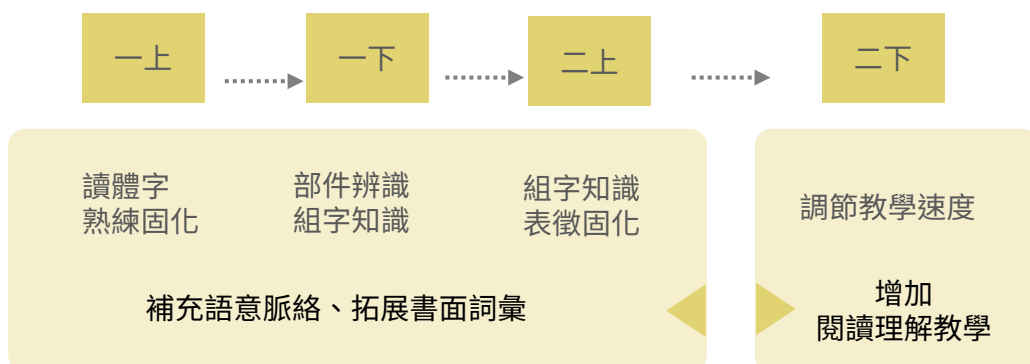 一上
一下
二上
二下
讀體字
熟練固化
部件辨識
組字知識
組字知識
表徵固化
調節教學速度
補充語意脈絡、拓展書面詞彙
增加
閱讀理解教學